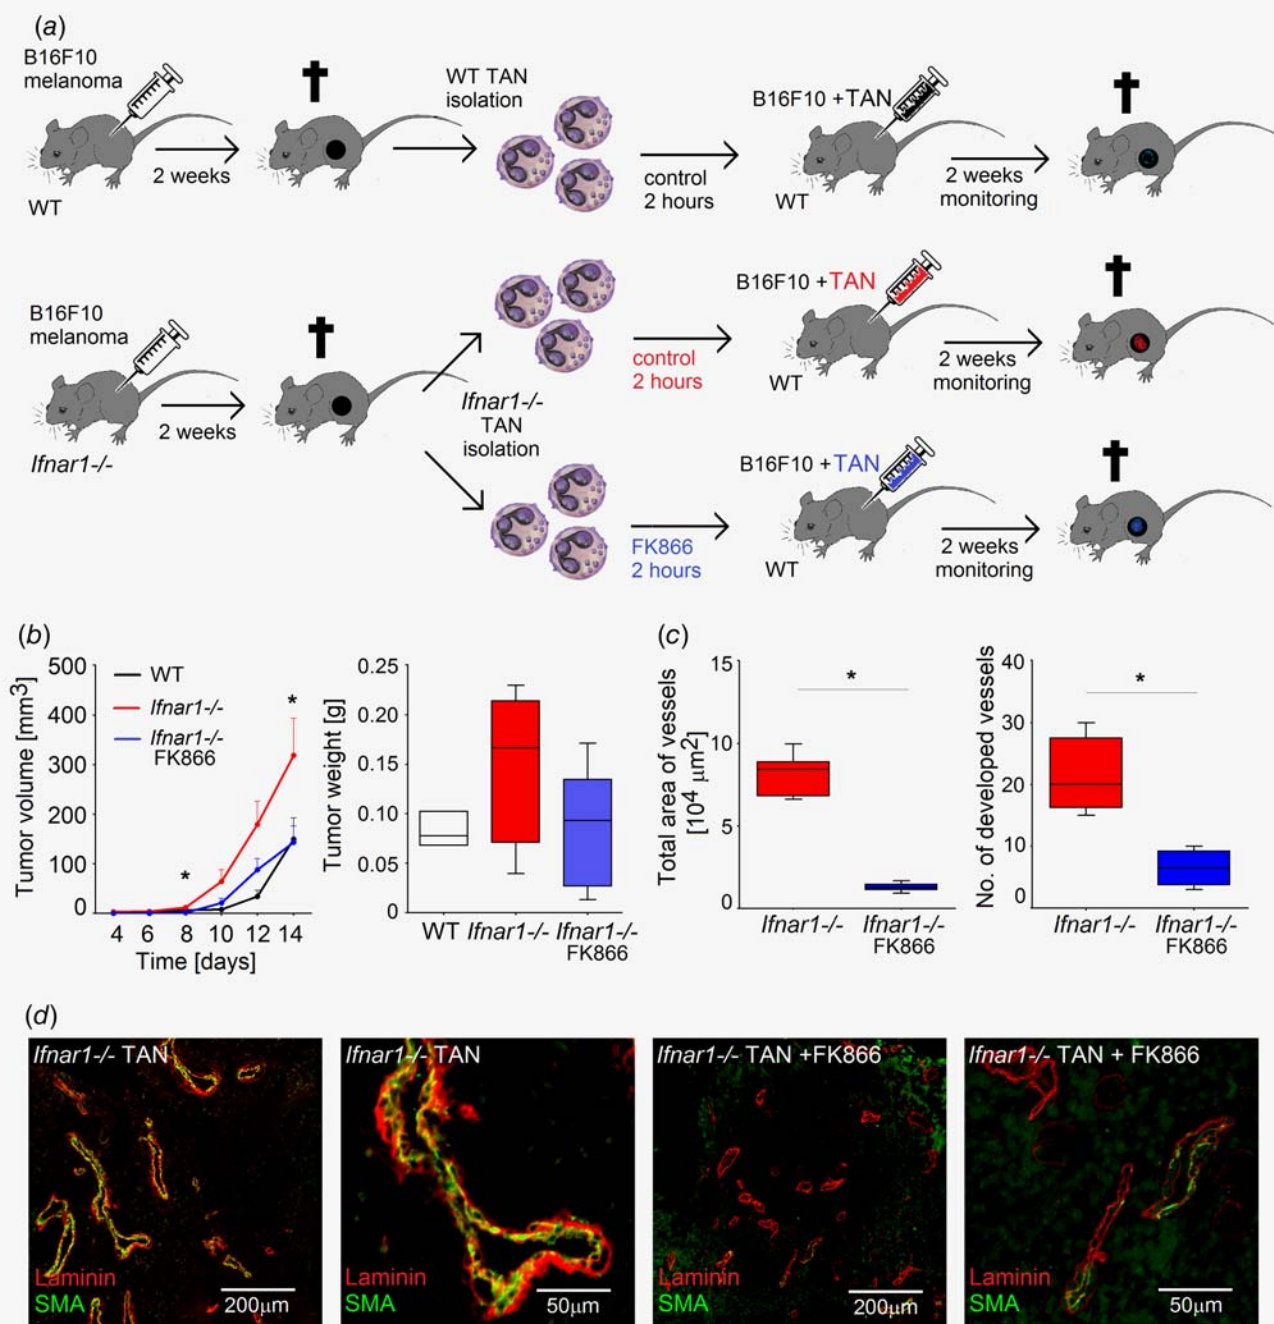 (a)
B16F10
melanoma
WT
2 weeks
WT TAN
isolation
control
2 hours
B16F10 +TAN
WT
2 weeks
monitoring
B16F10
melanoma
Ifnar1-/-
2 weeks
Ifnar1-/-
TAN
isolation
control
2 hours
B16F10 +TAN
WT
2 weeks
monitoring
FK866
2 hours
B16F10 +TAN
WT
2 weeks
monitoring
(b)
Tumor volume [mm3]
500
400
300
200
100
0
WT
Ifnar1-/-
Ifnar1-/-
FK866
*
*
4 6 8 10 12 14
Time [days]
Tumor weight [g]
0.25
0.20
0.15
0.10
0.05
0
WT Ifnar1-/- Ifnar1-/-
FK866
(c)
Total area of vessels
[10⁴ µm2]
15
10
5
0
*
Ifnar1-/- Ifnar1-/-
FK866
No. of developed vessels
40
30
20
10
0
*
Ifnar1-/- Ifnar1-/-
FK866
(d)
Ifnar1-/- TAN
Laminin
SMA
200µm
Ifnar1-/- TAN
Laminin
SMA
50µm
Ifnar1-/- TAN +FK866
Laminin
SMA
200µm
Ifnar1-/- TAN + FK866
Laminin
SMA
50µm